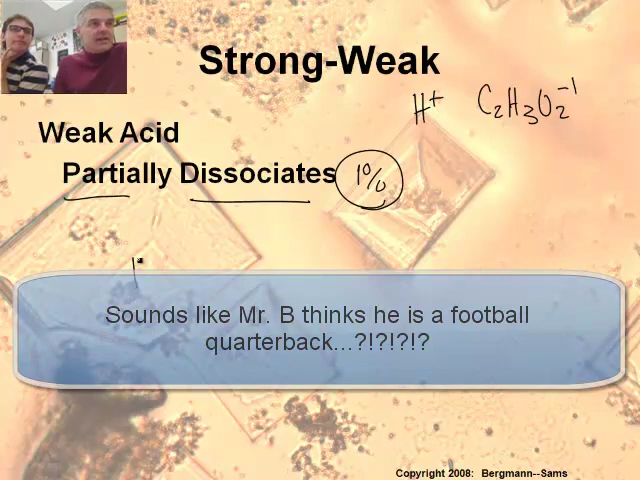 Strong-Weak
H⁺ C₂H₃O₂⁻¹
Weak Acid
Partially Dissociates 1%
Sounds like Mr. B thinks he is a football
quarterback...?!?!?!?
Copyright 2008: Bergmann--Sams